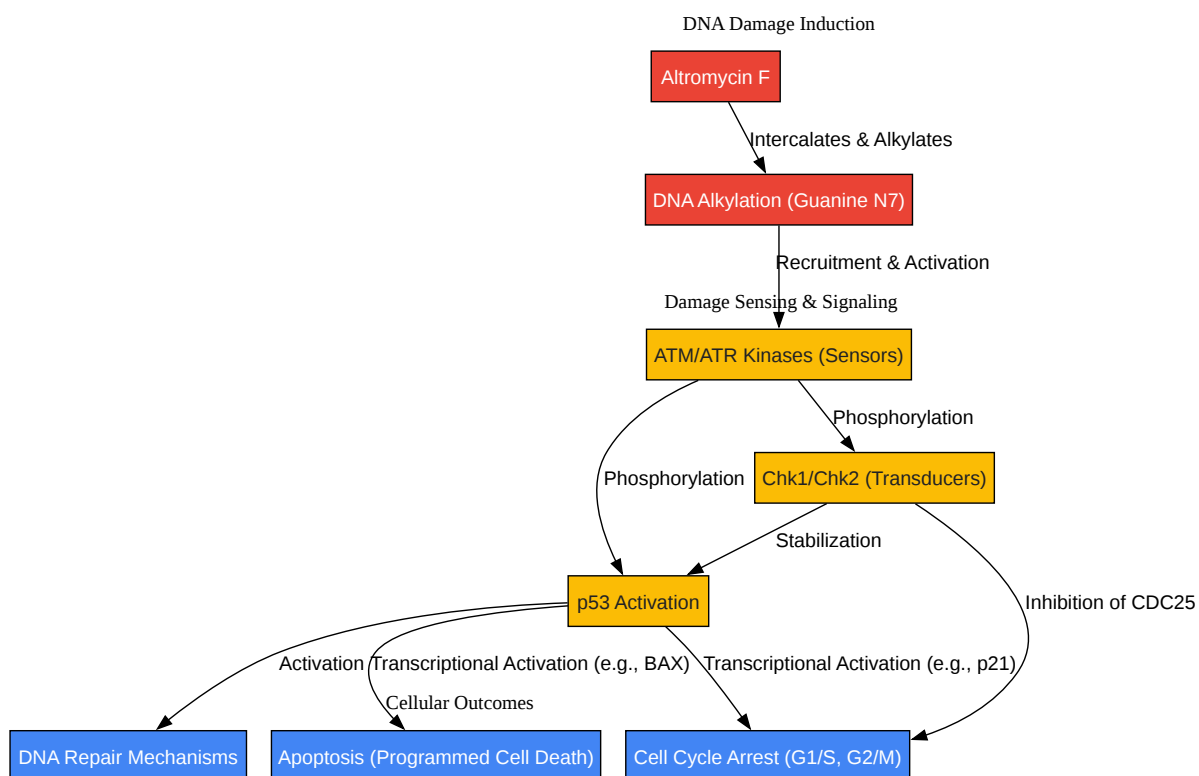 DNA Damage Induction
Altromycin F
Intercalates & Alkylates
DNA Alkylation (Guanine N7)
Recruitment & Activation
Damage Sensing & Signaling
ATM/ATR Kinases (Sensors)
Phosphorylation
Chk1/Chk2 (Transducers)
Phosphorylation
Stabilization
p53 Activation
Inhibition of CDC25
Activation
Transcriptional Activation (e.g., BAX)
Transcriptional Activation (e.g., p21)
Cellular Outcomes
DNA Repair Mechanisms
Apoptosis (Programmed Cell Death)
Cell Cycle Arrest (G1/S, G2/M)